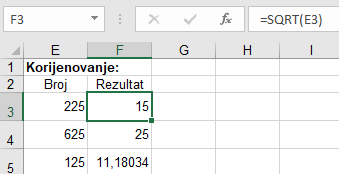 F3 fx =SQRT(E3)
E F G H I
1 Korijenovanje:
2 Broj Rezultat
3 225 15
4 625 25
5 125 11,18034